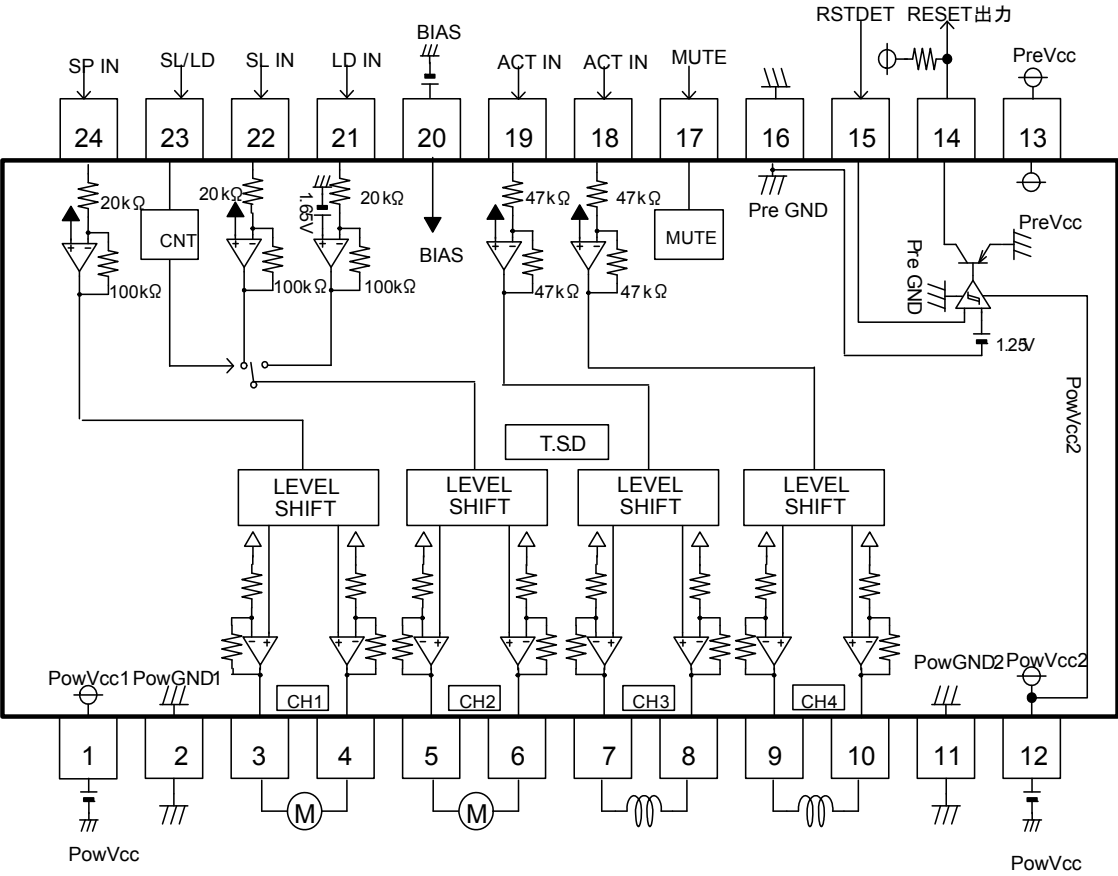 RSTDET RESET出力
BIAS
SP IN SL/LD SL IN LD IN ACT IN ACT IN MUTE PreVcc
24 23 22 21 20 19 18 17 16 15 14 13
20kΩ 20kΩ 1.65V 20kΩ 47kΩ 47kΩ
Pre GND PreVcc
CNT BIAS MUTE
Pre GND
100kΩ 100kΩ 100kΩ 47kΩ 47kΩ
1.25V
PowVcc2
T.S.D
LEVEL SHIFT
LEVEL SHIFT
LEVEL SHIFT
LEVEL SHIFT
PowVcc1 PowGND1 PowGND2 PowVcc2
CH1 CH2 CH3 CH4
1 2 3 4 5 6 7 8 9 10 11 12
M M
PowVcc PowVcc